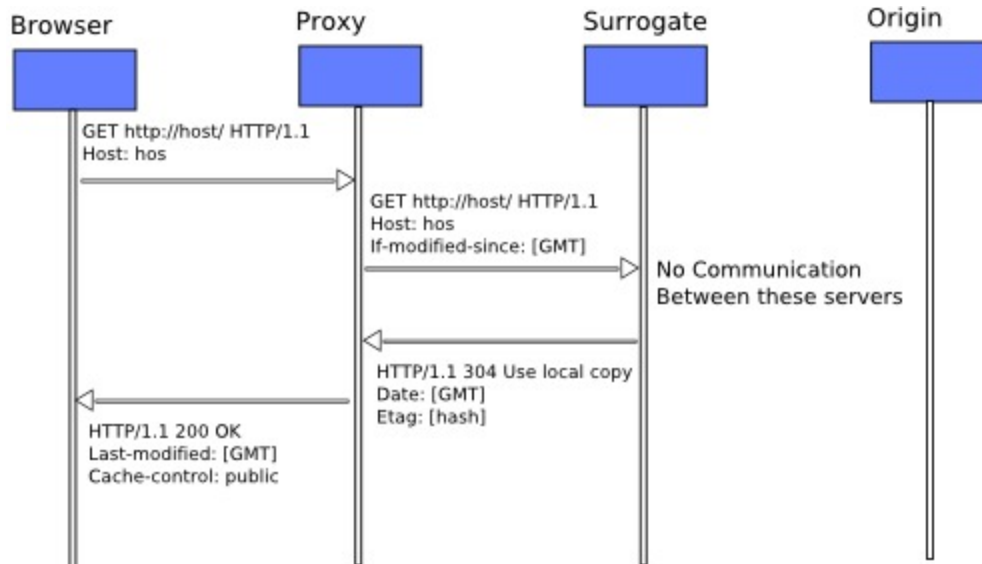 Browser
Proxy
Surrogate
Origin
GET http://host/ HTTP/1.1
Host: hos
GET http://host/ HTTP/1.1
Host: hos
If-modified-since: [GMT]
No Communication
Between these servers
HTTP/1.1 304 Use local copy
Date: [GMT]
Etag: [hash]
HTTP/1.1 200 OK
Last-modified: [GMT]
Cache-control: public